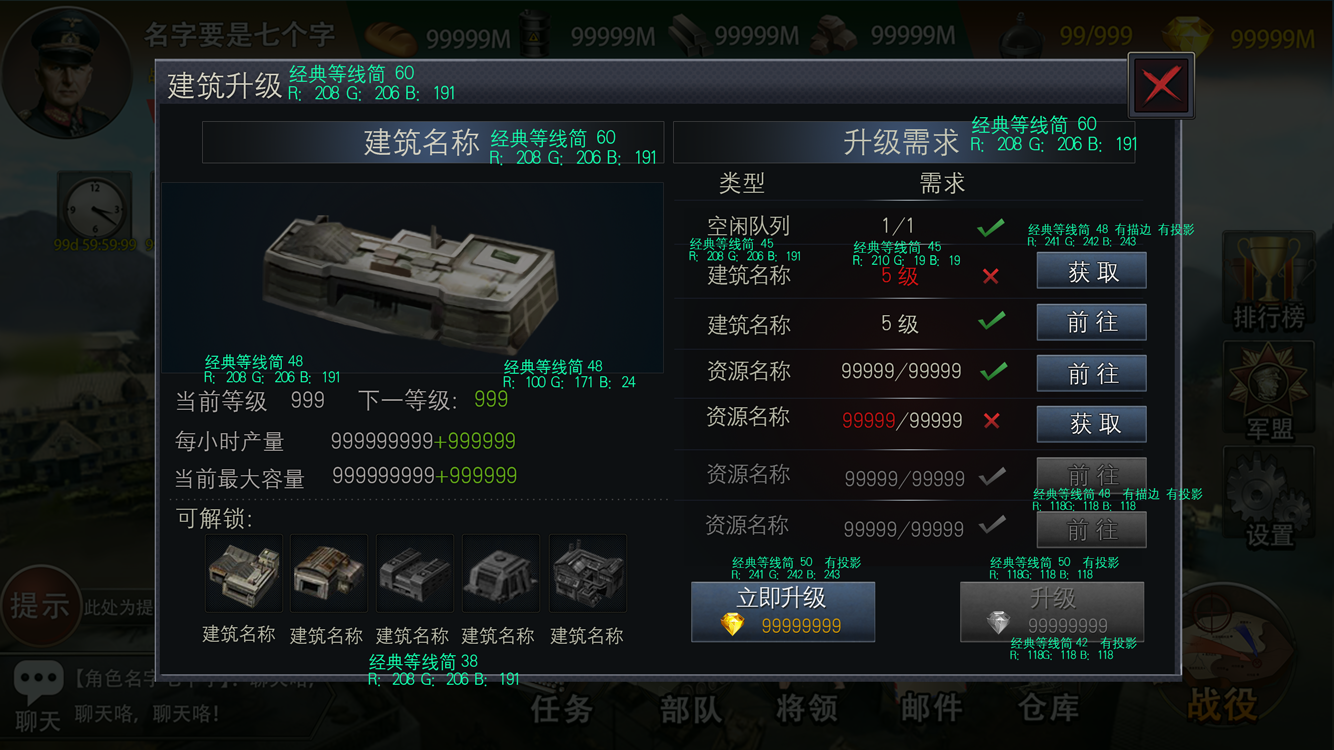 名字要是七个字
99999M
99999M
99999M
99999M
99/999
99999M
建筑升级
经典等线简 60
R: 208 G: 206 B: 191
建筑名称
经典等线简 60
R: 208 G: 206 B: 191
升级需求
经典等线简 60
R: 208 G: 206 B: 191
类型 需求
空闲队列 1/1
经典等线简 45
R: 208 G: 206 B: 191
经典等线简 45
R: 210 G: 19 B: 19
经典等线简 48 有描边 有投影
R: 241 G: 242 B: 243
建筑名称 5 级 获取
建筑名称 5 级 前往
资源名称 99999/99999 前往
资源名称 99999/99999 获取
资源名称 99999/99999 前往
经典等线简 48 有描边 有投影
R: 118G: 118 B: 118
资源名称 99999/99999 前往
经典等线简 50 有投影
R: 241 G: 242 B: 243
立即升级
99999999
经典等线简 50 有投影
R: 118G: 118 B: 118
升级
99999999
经典等线简 42 有投影
R: 118G: 118 B: 118
12
3
6
9
99d 59:59:99
经典等线简 48
R: 208 G: 206 B: 191
经典等线简 48
R: 100 G: 171 B: 24
当前等级 999 下一等级: 999
每小时产量 999999999+999999
当前最大容量 999999999+999999
可解锁:
建筑名称 建筑名称 建筑名称 建筑名称 建筑名称
经典等线简 38
R: 208 G: 206 B: 191
排行榜
军盟
设置
提示
此处为提
聊天
聊天咯，聊天咯!
任务 部队 将领 邮件 仓库
战役